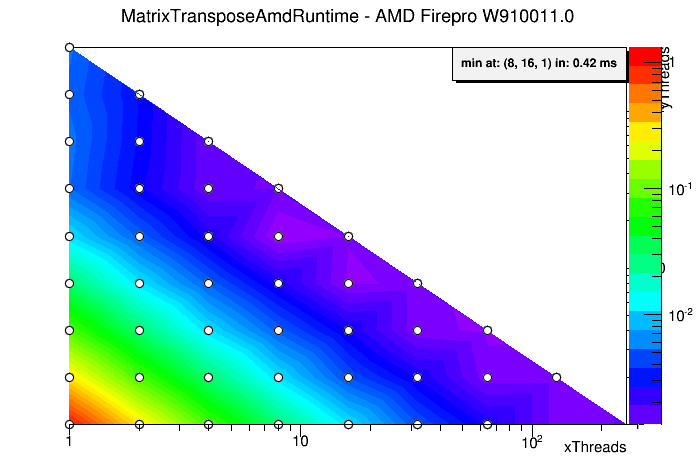 MatrixTransposeAmdRuntime - AMD Firepro W910011.0
min at: (8, 16, 1) in: 0.42 ms
1
yThreads
10-1
10-2
1
10
102
xThreads